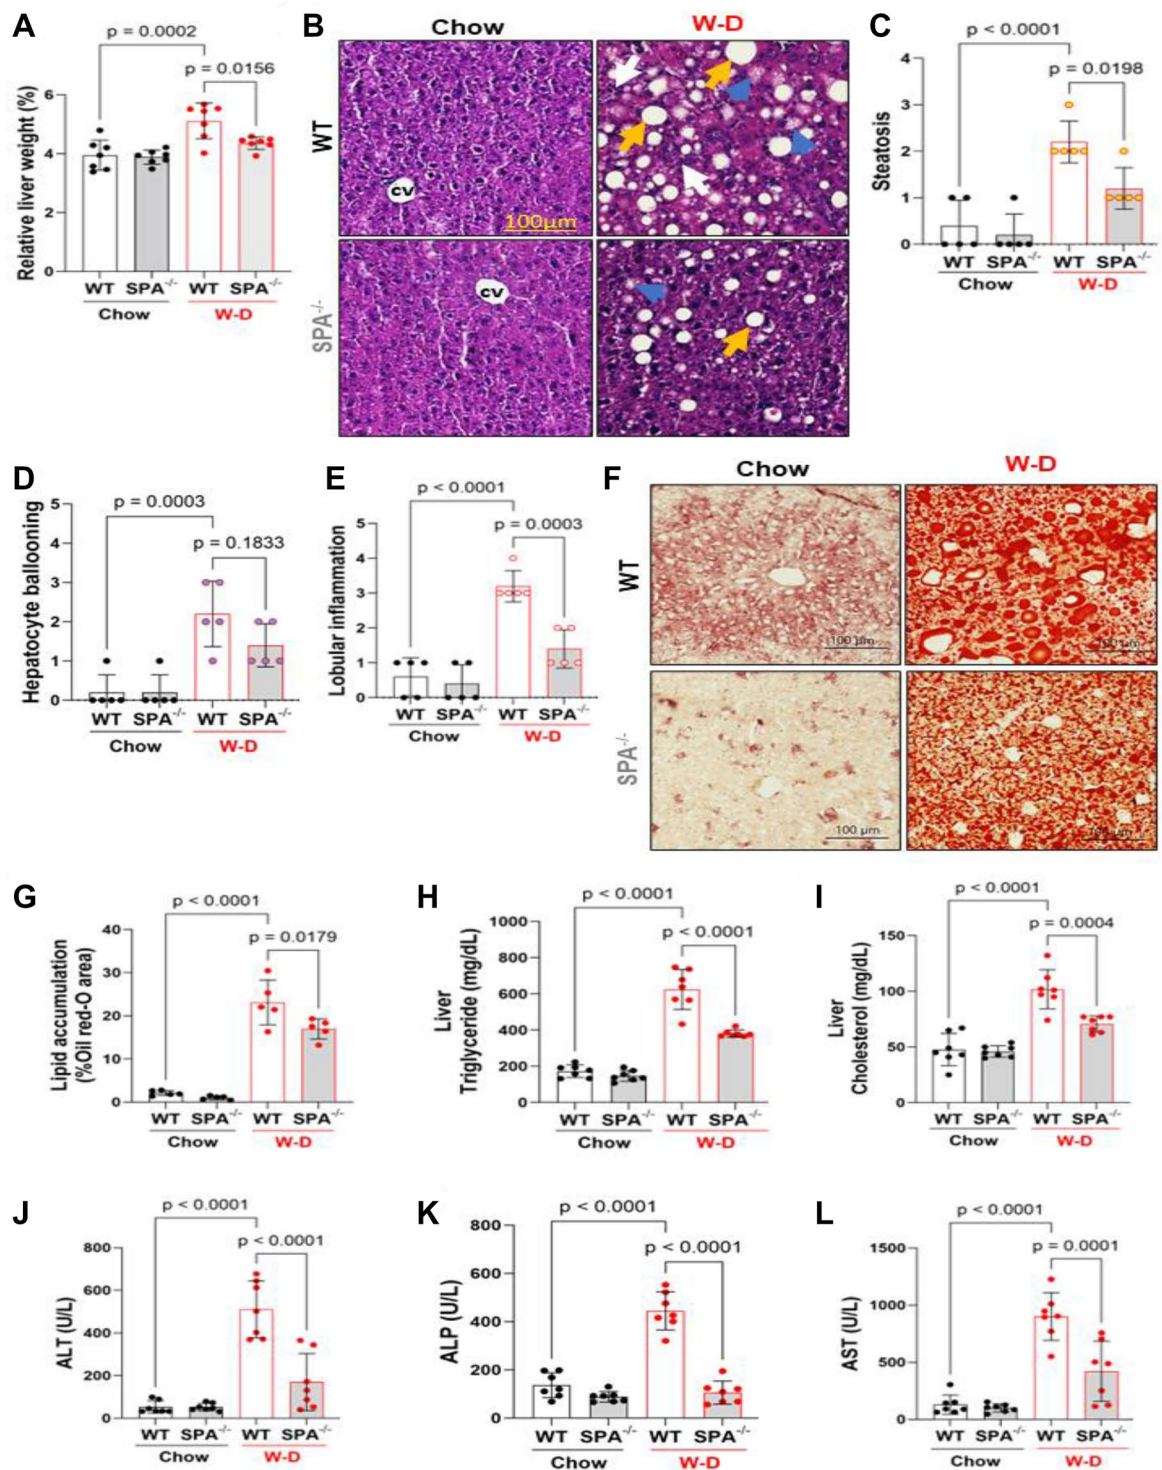 A
p = 0.0002
p = 0.0156
Relative liver weight (%)
6
4
2
0
WT SPA-/- WT SPA-/-
Chow W-D
B
Chow W-D
WT
cv
100µm
SPA-/-
cv
C
p < 0.0001
p = 0.0198
Steatosis
4
3
2
1
0
WT SPA-/- WT SPA-/-
Chow W-D
D
p = 0.0003
p = 0.1833
Hepatocyte ballooning
5
4
3
2
1
0
WT SPA-/- WT SPA-/-
Chow W-D
E
p < 0.0001
p = 0.0003
Lobular inflammation
5
4
3
2
1
0
WT SPA-/- WT SPA-/-
Chow W-D
F
Chow W-D
WT
100 µm
100 µm
SPA-/-
100 µm
G
p < 0.0001
p = 0.0179
Lipid accumulation
(%Oil red-O area)
40
30
20
10
0
WT SPA-/- WT SPA-/-
Chow W-D
H
p < 0.0001
p < 0.0001
Liver
Triglyceride (mg/dL)
1000
800
600
400
200
0
WT SPA-/- WT SPA-/-
Chow W-D
I
p < 0.0001
p = 0.0004
Liver
Cholesterol (mg/dL)
150
100
50
0
WT SPA-/- WT SPA-/-
Chow W-D
J
p < 0.0001
p < 0.0001
ALT (U/L)
800
600
400
200
0
WT SPA-/- WT SPA-/-
Chow W-D
K
p < 0.0001
p < 0.0001
ALP (U/L)
800
600
400
200
0
WT SPA-/- WT SPA-/-
Chow W-D
L
p < 0.0001
p = 0.0001
AST (U/L)
1500
1000
500
0
WT SPA-/- WT SPA-/-
Chow W-D